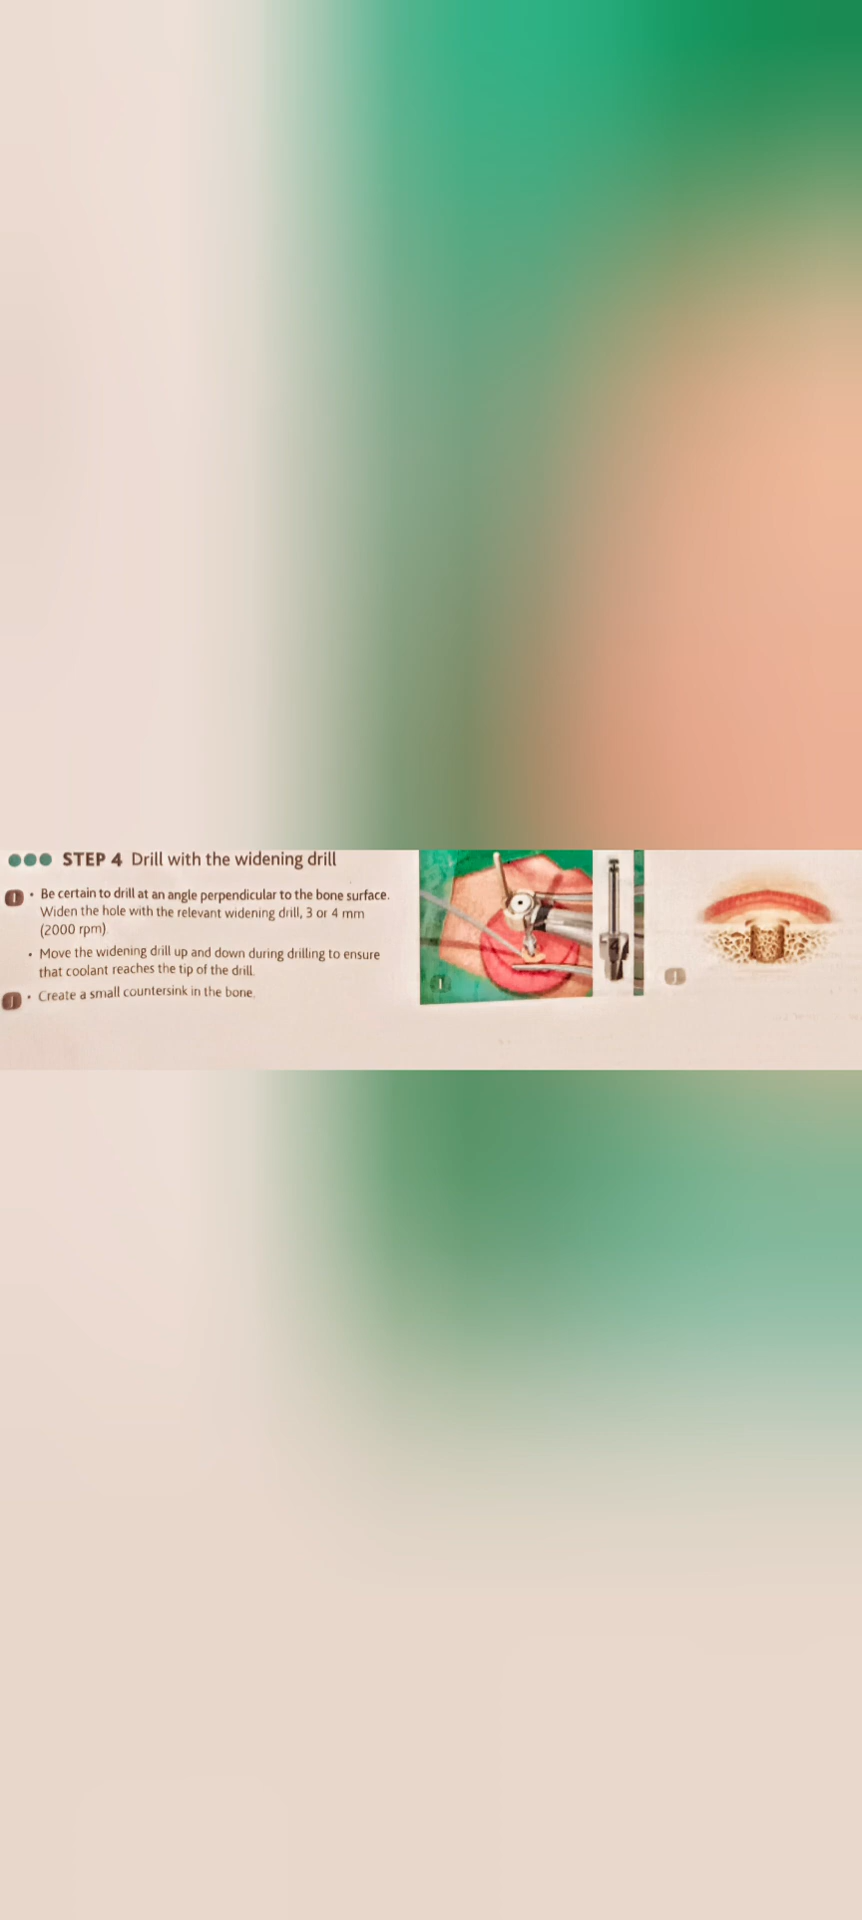 STEP 4 Drill with the widening drill
• Be certain to drill at an angle perpendicular to the bone surface.
Widen the hole with the relevant widening drill, 3 or 4 mm
(2000 rpm).
• Move the widening drill up and down during drilling to ensure
that coolant reaches the tip of the drill.
• Create a small countersink in the bone.
4